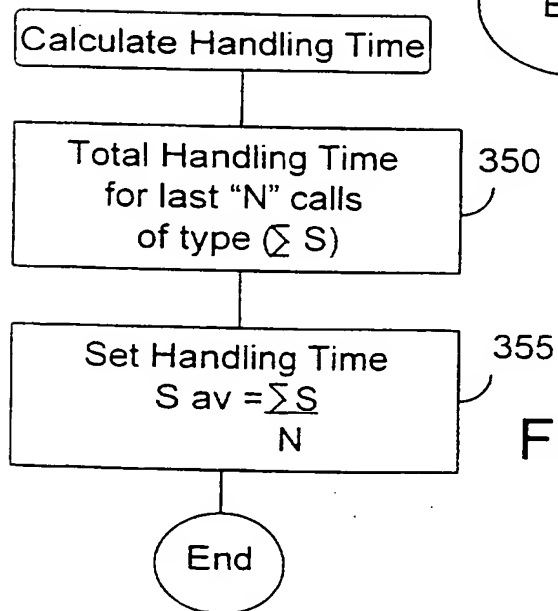 E
Calculate Handling Time
Total Handling Time
for last “N” calls
of type (∑ S)
350
Set Handling Time
S av = ∑S
N
355
F
End